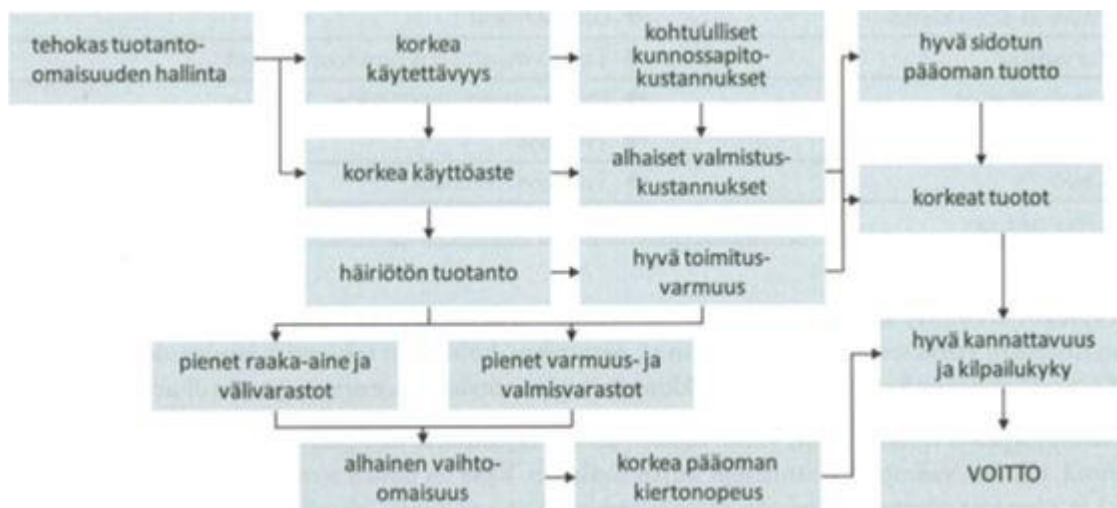 tehokas tuotanto-
omaisuuden hallinta
korkea
käytettävyys
kohtuulliset
kunnossapito-
kustannukset
hyvä sidotun
pääoman tuotto
korkea käyttöaste
alhaiset valmistus-
kustannukset
korkeat tuotot
häiriötön tuotanto
hyvä toimitus-
varmuus
pienet raaka-aine ja
välivarastot
pienet varmuus- ja
valmisvarastot
hyvä kannattavuus
ja kilpailukyky
alhainen vaihto-
omaisuus
korkea pääoman
kiertonopeus
VOITTO